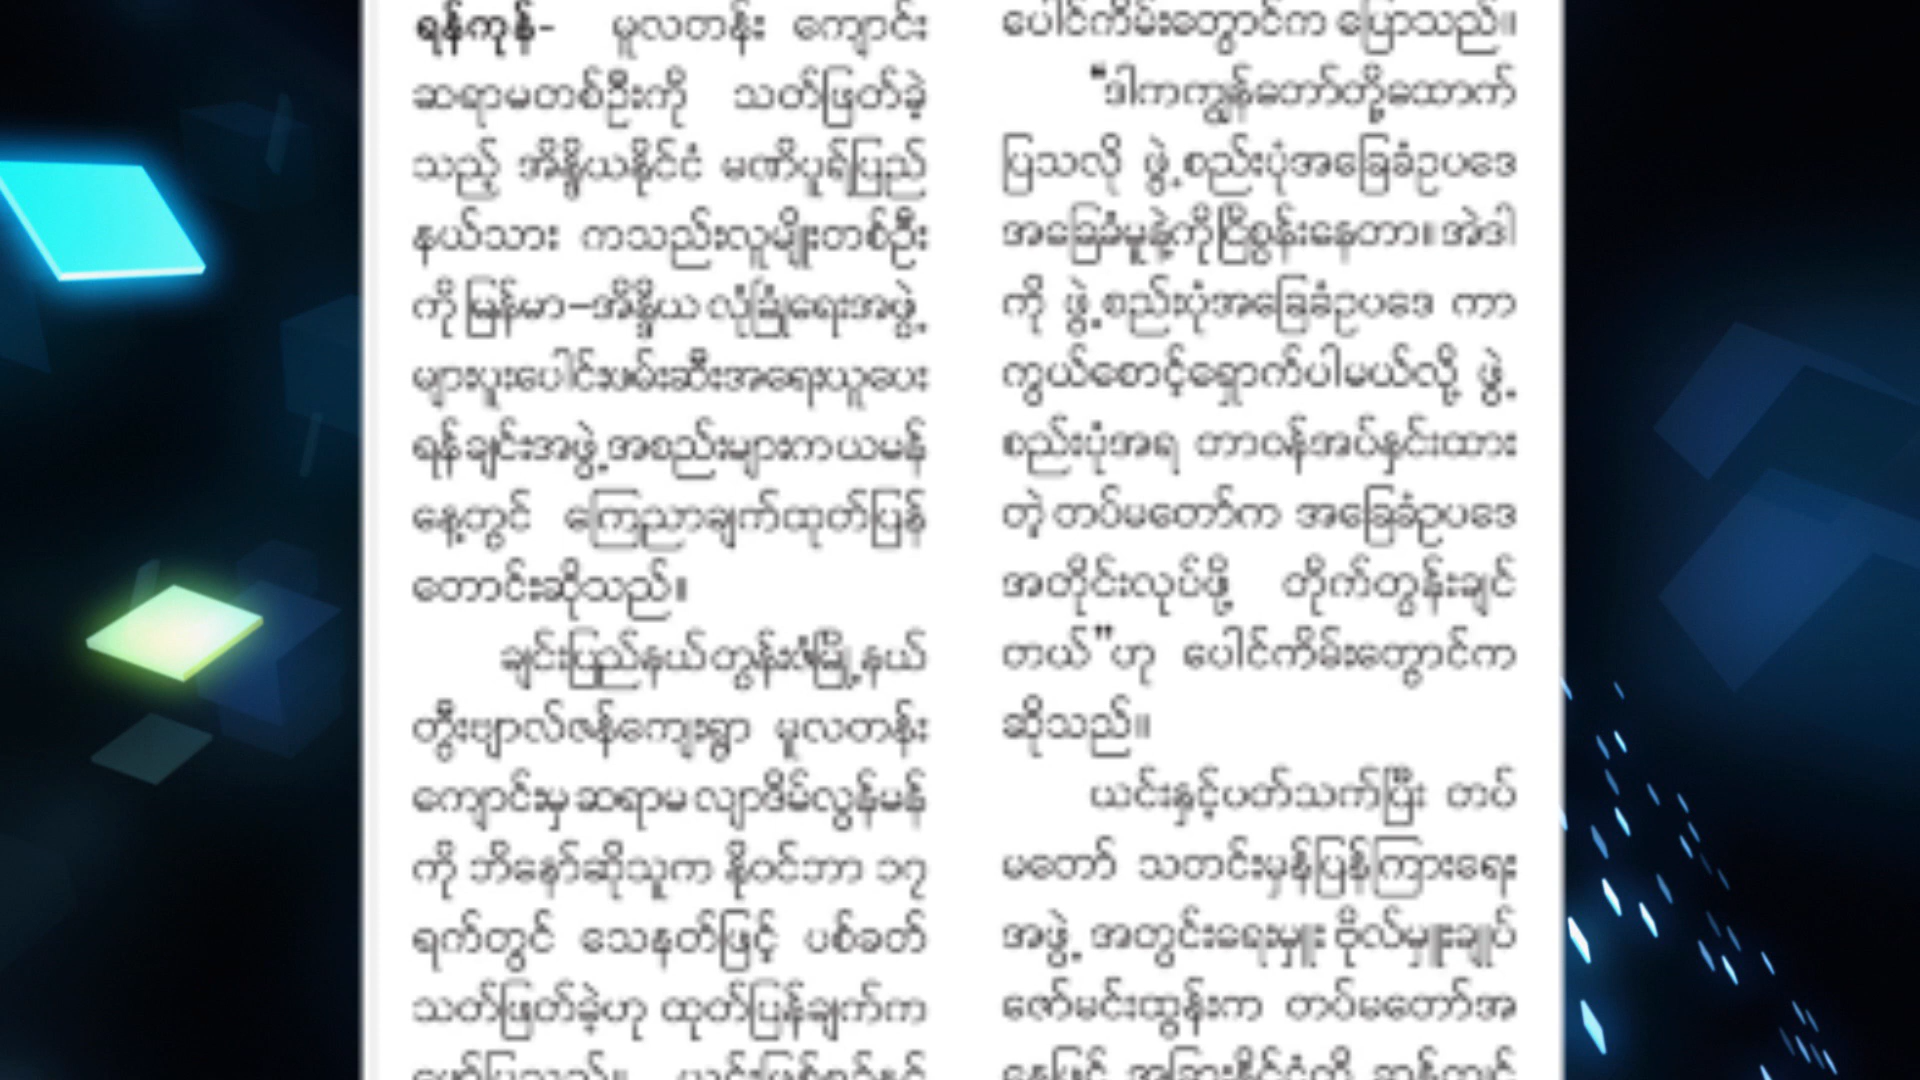 ရန်ကုန်- မူလတန်း ကျောင်း
ဆရာမတစ်ဦးကို သတ်ဖြတ်ခဲ့
သည့် အိန္ဒိယနိုင်ငံ မဏိပူရ်ပြည်
နယ်သား ကသည်းလူမျိုးတစ်ဦး
ကို မြန်မာ–အိန္ဒိယ လုံခြုံရေးအဖွဲ့
များပူးပေါင်းဖမ်းဆီးအရေးယူပေး
ရန်ချင်းအဖွဲ့အစည်းများကယမန်
နေ့တွင် ကြေညာချက်ထုတ်ပြန်
တောင်းဆိုသည်။
ချင်းပြည်နယ်တွန်းဇံမြို့နယ်
တွီးဗျာလ်ဇန်ကျေးရွာ မူလတန်း
ကျောင်းမှဆရာမ လျာဒိမ်လွန်မန်
ကို ဘိနော်ဆိုသူက နိုဝင်ဘာ ၁၇
ရက်တွင် သေနတ်ဖြင့် ပစ်ခတ်
သတ်ဖြတ်ခဲ့ဟု ထုတ်ပြန်ချက်က
ဖော်ပြသည်။
ပေါင်ကိမ်းတွောင်က ပြောသည်။
“ဒါကကျွန်တော်တို့ထောက်
ပြသလို ဖွဲ့စည်းပုံအခြေခံဥပဒေ
အခြေခံမူနဲ့ကိုငြိစွန်းနေတာ။ အဲဒါ
ကို ဖွဲ့စည်းပုံအခြေခံဥပဒေ ကာ
ကွယ်စောင့်ရှောက်ပါမယ်လို့ ဖွဲ့
စည်းပုံအရ တာဝန်အပ်နှင်းထား
တဲ့ တပ်မတော်က အခြေခံဥပဒေ
အတိုင်းလုပ်ဖို့ တိုက်တွန်းချင်
တယ်”ဟု ပေါင်ကိမ်းတွောင်က
ဆိုသည်။
ယင်းနှင့်ပတ်သက်ပြီး တပ်
မတော် သတင်းမှန်ပြန်ကြားရေး
အဖွဲ့ အတွင်းရေးမှူး ဗိုလ်မှူးချုပ်
ဇော်မင်းထွန်းက တပ်မတော်အ
နေဖြင့် အခြားနိုင်ငံကို